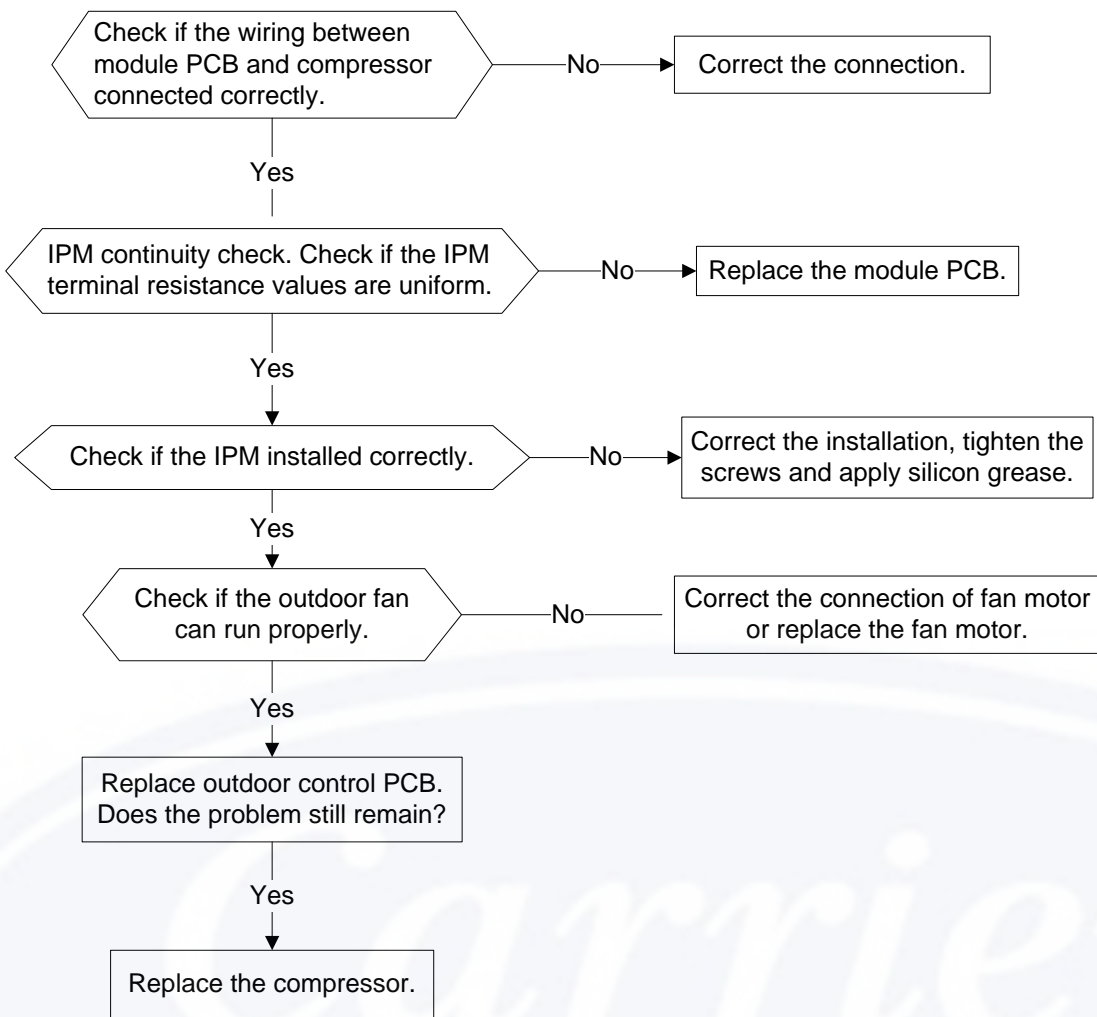 Check if the wiring between
module PCB and compressor
connected correctly.
No
Correct the connection.
Yes
IPM continuity check. Check if the IPM
terminal resistance values are uniform.
No
Replace the module PCB.
Yes
Check if the IPM installed correctly.
No
Correct the installation, tighten the
screws and apply silicon grease.
Yes
Check if the outdoor fan
can run properly.
No
Correct the connection of fan motor
or replace the fan motor.
Yes
Replace outdoor control PCB.
Does the problem still remain?
Yes
Replace the compressor.
Carrie